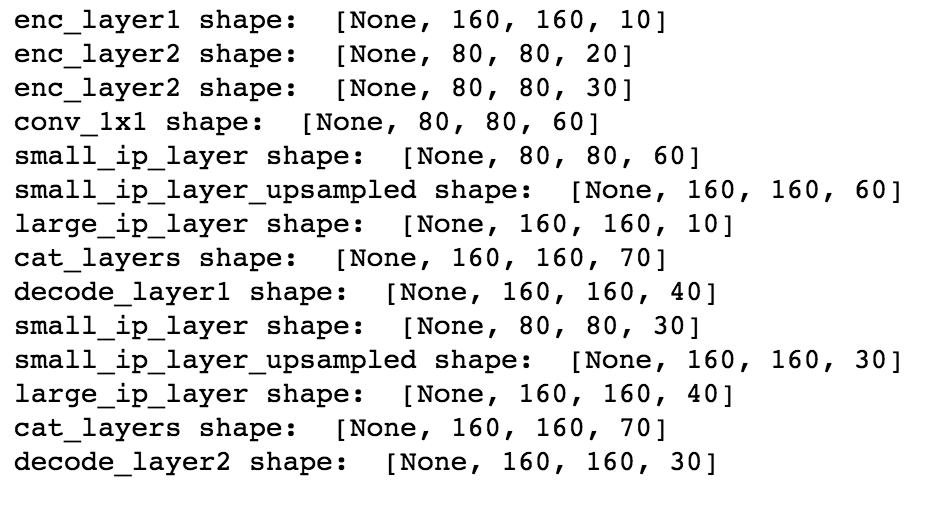 enc_layer1 shape:  [None, 160, 160, 10]
enc_layer2 shape:  [None, 80, 80, 20]
enc_layer2 shape:  [None, 80, 80, 30]
conv_1x1 shape:  [None, 80, 80, 60]
small_ip_layer shape:  [None, 80, 80, 60]
small_ip_layer_upsampled shape:  [None, 160, 160, 60]
large_ip_layer shape:  [None, 160, 160, 10]
cat_layers shape:  [None, 160, 160, 70]
decode_layer1 shape:  [None, 160, 160, 40]
small_ip_layer shape:  [None, 80, 80, 30]
small_ip_layer_upsampled shape:  [None, 160, 160, 30]
large_ip_layer shape:  [None, 160, 160, 40]
cat_layers shape:  [None, 160, 160, 70]
decode_layer2 shape:  [None, 160, 160, 30]